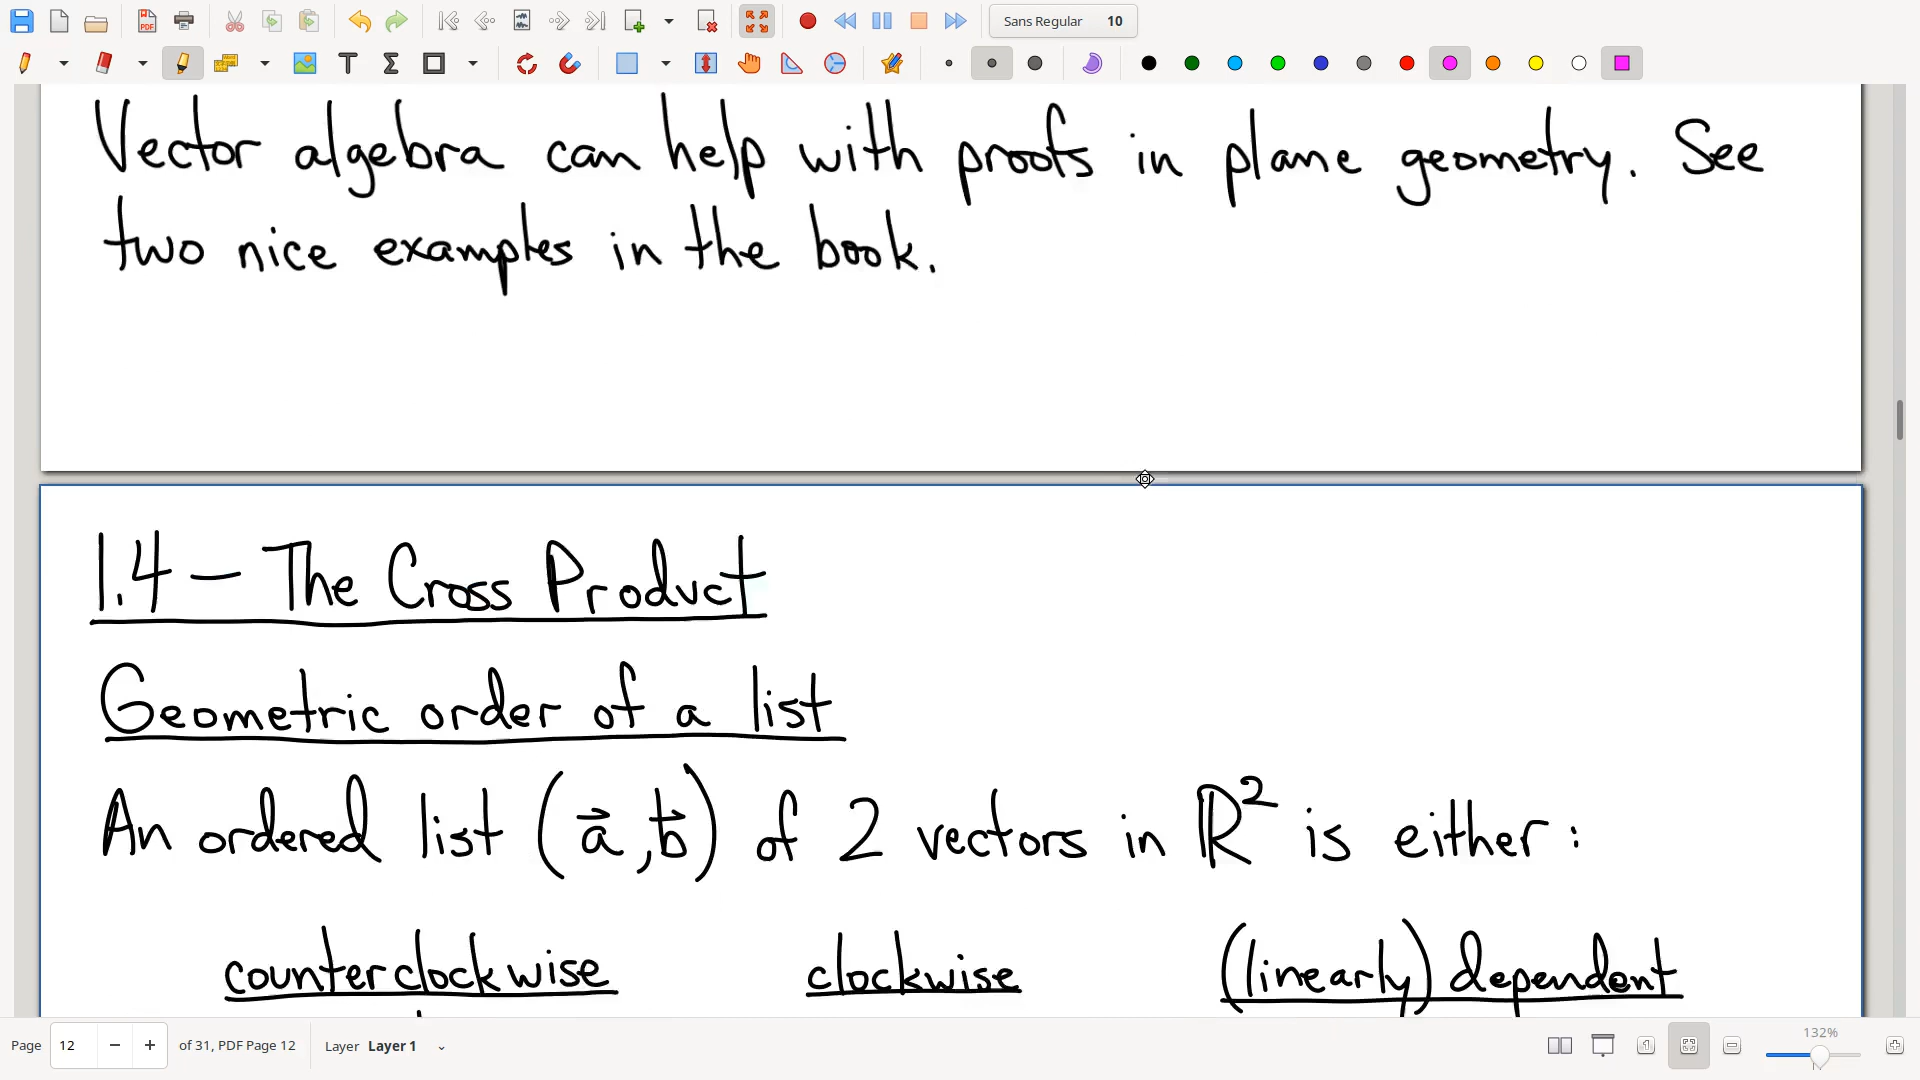 Sans Regular 10
Vector algebra can help with proofs in plane geometry. See
two nice examples in the book.
1.4 — The Cross Product
Geometric order of a list
An ordered list (a⃗, b⃗) of 2 vectors in ℝ² is either:
counterclockwise clockwise (linearly) dependent
Page 12 of 31, PDF Page 12 Layer Layer 1 132%